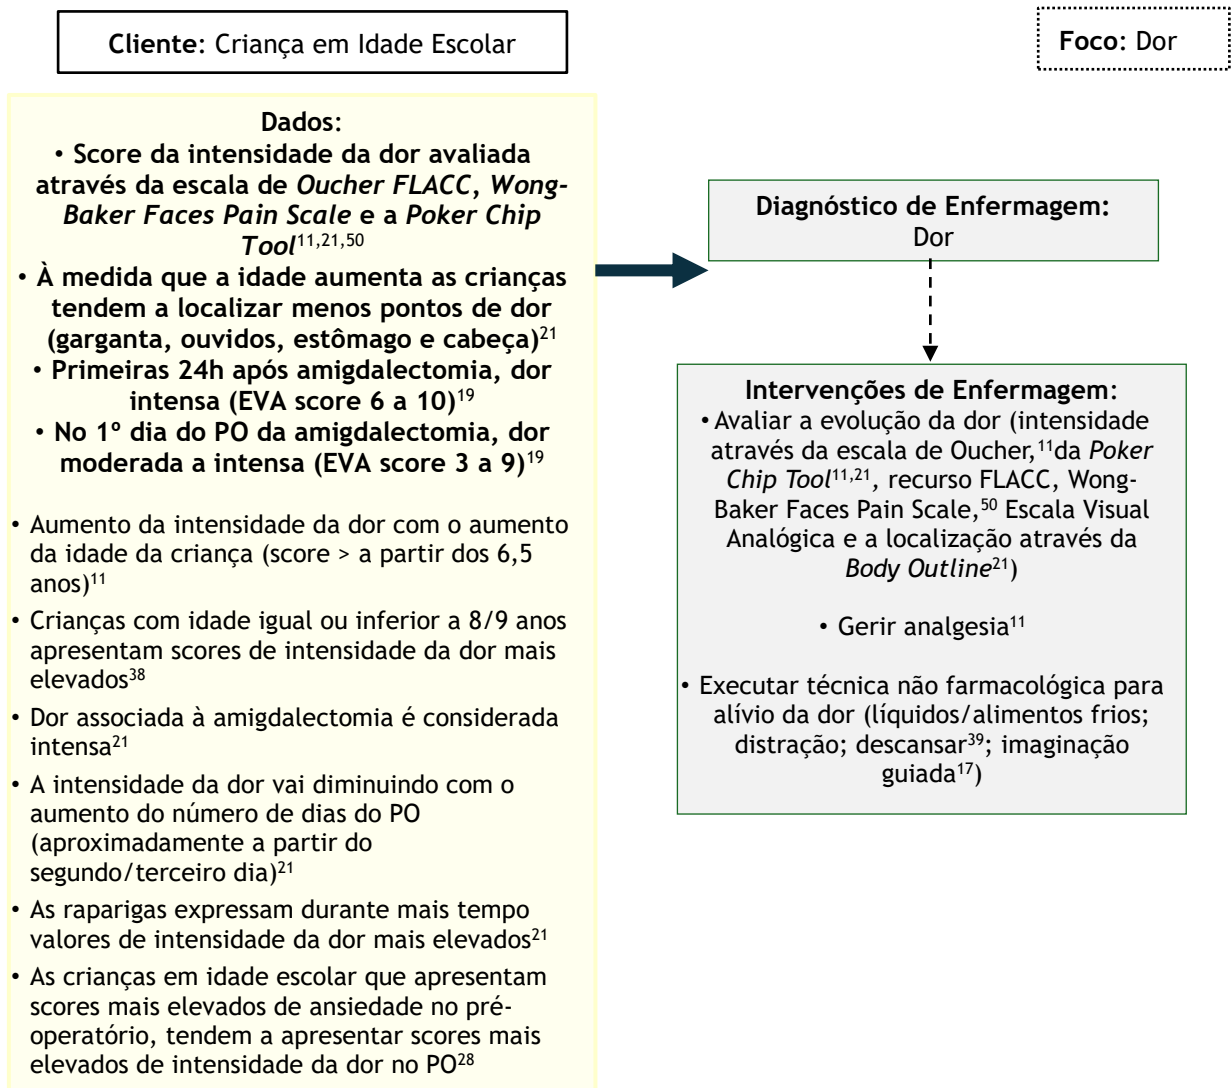 Cliente: Criança em Idade Escolar
Foco: Dor
Dados:
• Score da intensidade da dor avaliada
através da escala de Oucher FLACC, Wong-
Baker Faces Pain Scale e a Poker Chip
Tool11,21,50
• À medida que a idade aumenta as crianças
tendem a localizar menos pontos de dor
(garganta, ouvidos, estômago e cabeça)21
• Primeiras 24h após amigdalectomia, dor
intensa (EVA score 6 a 10)19
• No 1º dia do PO da amigdalectomia, dor
moderada a intensa (EVA score 3 a 9)19
• Aumento da intensidade da dor com o aumento
da idade da criança (score > a partir dos 6,5
anos)11
• Crianças com idade igual ou inferior a 8/9 anos
apresentam scores de intensidade da dor mais
elevados38
• Dor associada à amigdalectomia é considerada
intensa21
• A intensidade da dor vai diminuindo com o
aumento do número de dias do PO
(aproximadamente a partir do
segundo/terceiro dia)21
• As raparigas expressam durante mais tempo
valores de intensidade da dor mais elevados21
• As crianças em idade escolar que apresentam
scores mais elevados de ansiedade no pré-
operatório, tendem a apresentar scores mais
elevados de intensidade da dor no PO28
Diagnóstico de Enfermagem:
Dor
Intervenções de Enfermagem:
• Avaliar a evolução da dor (intensidade
através da escala de Oucher,11da Poker
Chip Tool11,21, recurso FLACC, Wong-
Baker Faces Pain Scale,50 Escala Visual
Analógica e a localização através da
Body Outline21)
• Gerir analgesia11
• Executar técnica não farmacológica para
alívio da dor (líquidos/alimentos frios;
distração; descansar39; imaginação
guiada17)